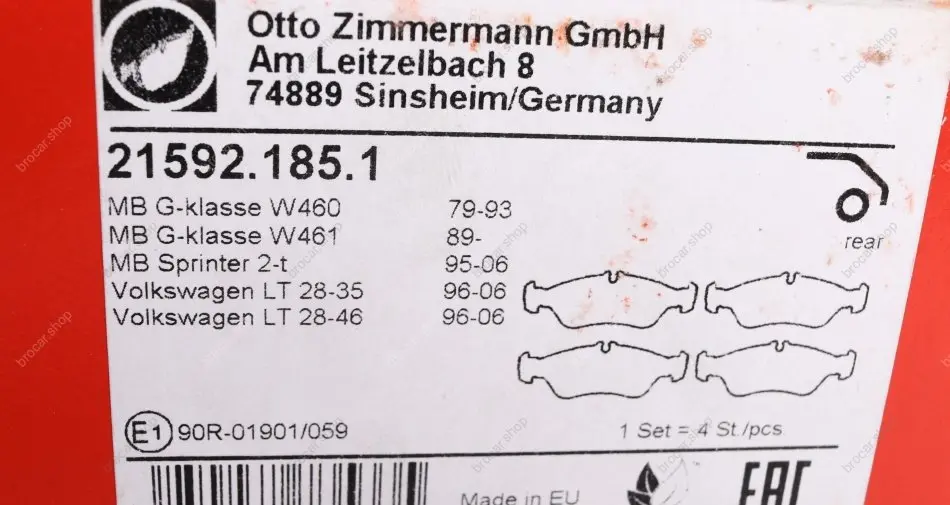 Otto Zimmermann GmbH
Am Leitzelbach 8
74889 Sinsheim/Germany
21592.185.1
MB G-klasse W460 79-93
MB G-klasse W461 89-
MB Sprinter 2-t 95-06
Volkswagen LT 28-35 96-06
Volkswagen LT 28-46 96-06
rear
E1 90R-01901/059
1 Set = 4 St./pcs
Made in EU
EAC
brocar.shop